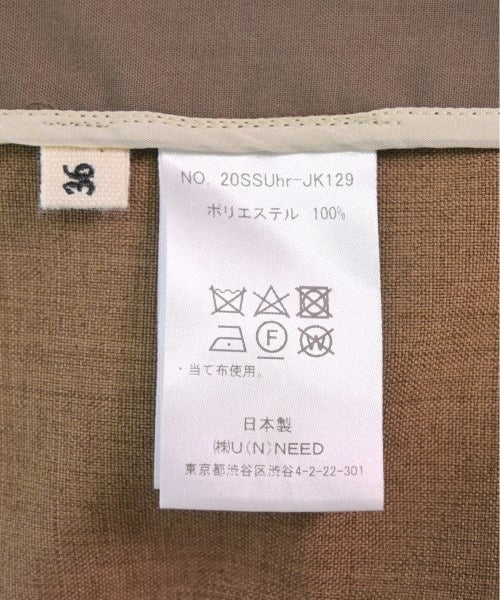 36
NO. 20SSUhr-JK129
ポリエステル 100%
F W
・当て布使用。
日本製
㈱U(N)NEED
東京都渋谷区渋谷4-2-22-301